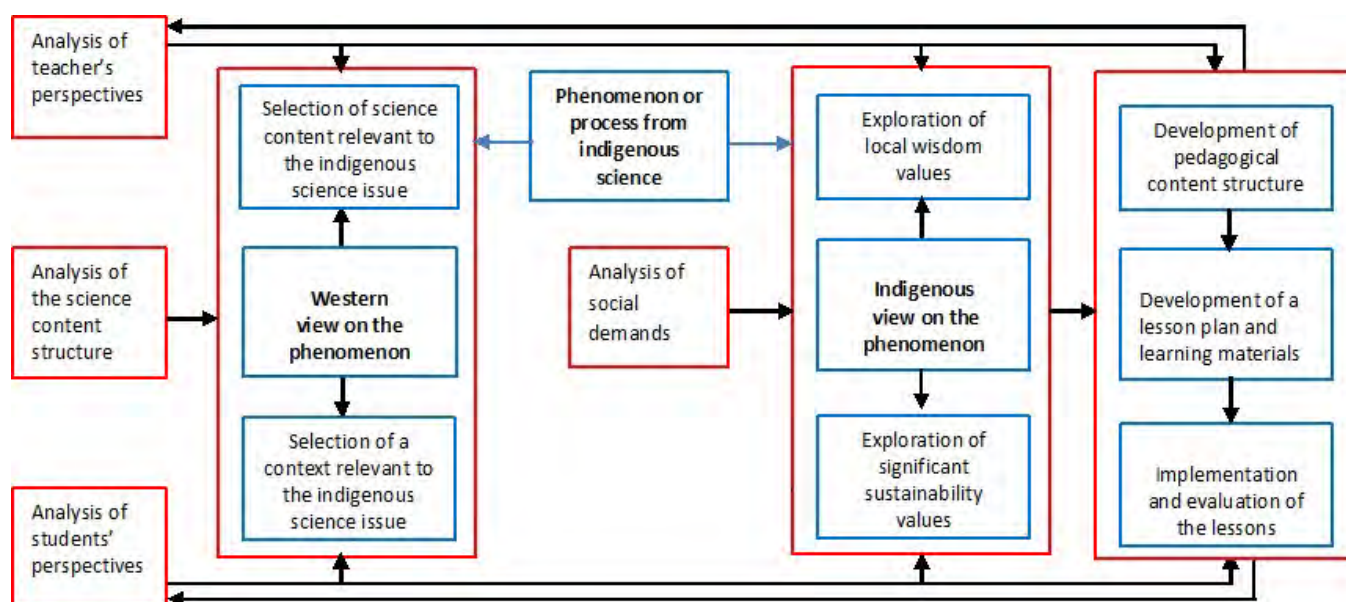 Analysis of
teacher's
perspectives
Selection of science
content relevant to
the indigenous
science issue
Phenomenon or
process from
indigenous
science
Exploration of
local wisdom
values
Development of
pedagogical
content structure
Analysis of
the science
content
structure
Western
view on the
phenomenon
Analysis of
social
demands
Indigenous
view on the
phenomenon
Development of a
lesson plan and
learning materials
Analysis of
students'
perspectives
Selection of a
context relevant to
the indigenous
science issue
Exploration of
significant
sustainability
values
Implementation
and evaluation of
the lessons